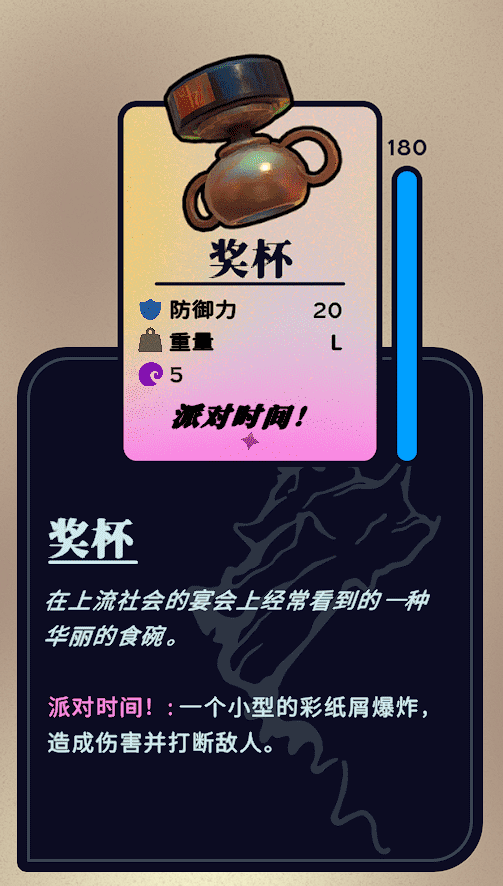 180
奖杯
防御力 20
重量 L
5
派对时间！
奖杯
在上流社会的宴会上经常看到的一种
华丽的食碗。
派对时间！:一个小型的彩纸屑爆炸，
造成伤害并打断敌人。